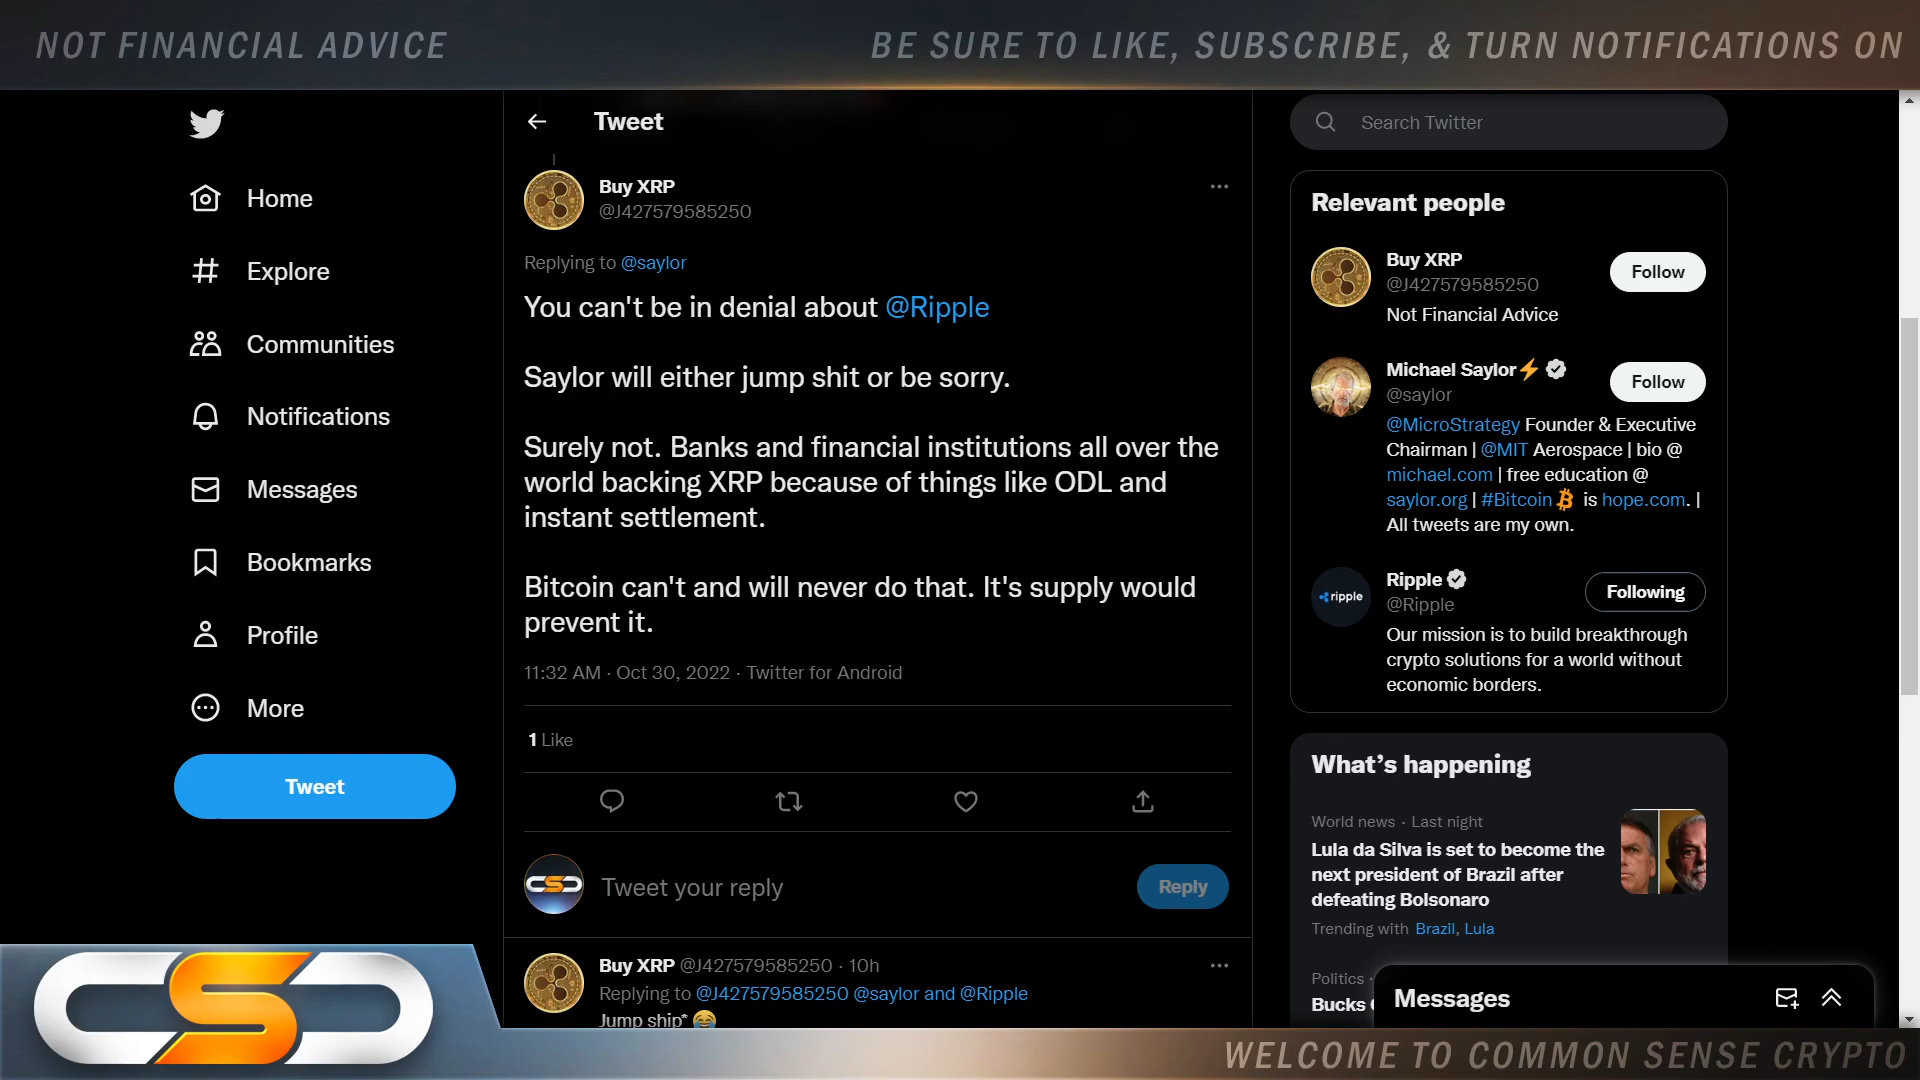 NOT FINANCIAL ADVICE
BE SURE TO LIKE, SUBSCRIBE, & TURN NOTIFICATIONS ON
Home
Explore
Communities
Notifications
Messages
Bookmarks
Profile
More
Tweet
Tweet
Buy XRP
@J427579585250
Replying to @saylor
You can't be in denial about @Ripple
Saylor will either jump shit or be sorry.
Surely not. Banks and financial institutions all over the
world backing XRP because of things like ODL and
instant settlement.
Bitcoin can't and will never do that. It's supply would
prevent it.
11:32 AM · Oct 30, 2022 · Twitter for Android
1 Like
Tweet your reply
Reply
Buy XRP @J427579585250 · 10h
Replying to @J427579585250 @saylor and @Ripple
Jump ship* 😂
Search Twitter
Relevant people
Buy XRP
@J427579585250
Follow
Not Financial Advice
Michael Saylor⚡
@saylor
Follow
@MicroStrategy Founder & Executive
Chairman | @MIT Aerospace | bio @
michael.com | free education @
saylor.org | #Bitcoin is hope.com. |
All tweets are my own.
ripple
Ripple
@Ripple
Following
Our mission is to build breakthrough
crypto solutions for a world without
economic borders.
What's happening
World news · Last night
Lula da Silva is set to become the
next president of Brazil after
defeating Bolsonaro
Trending with Brazil, Lula
Politics ·
Bucks
Messages
CSC
WELCOME TO COMMON SENSE CRYPTO